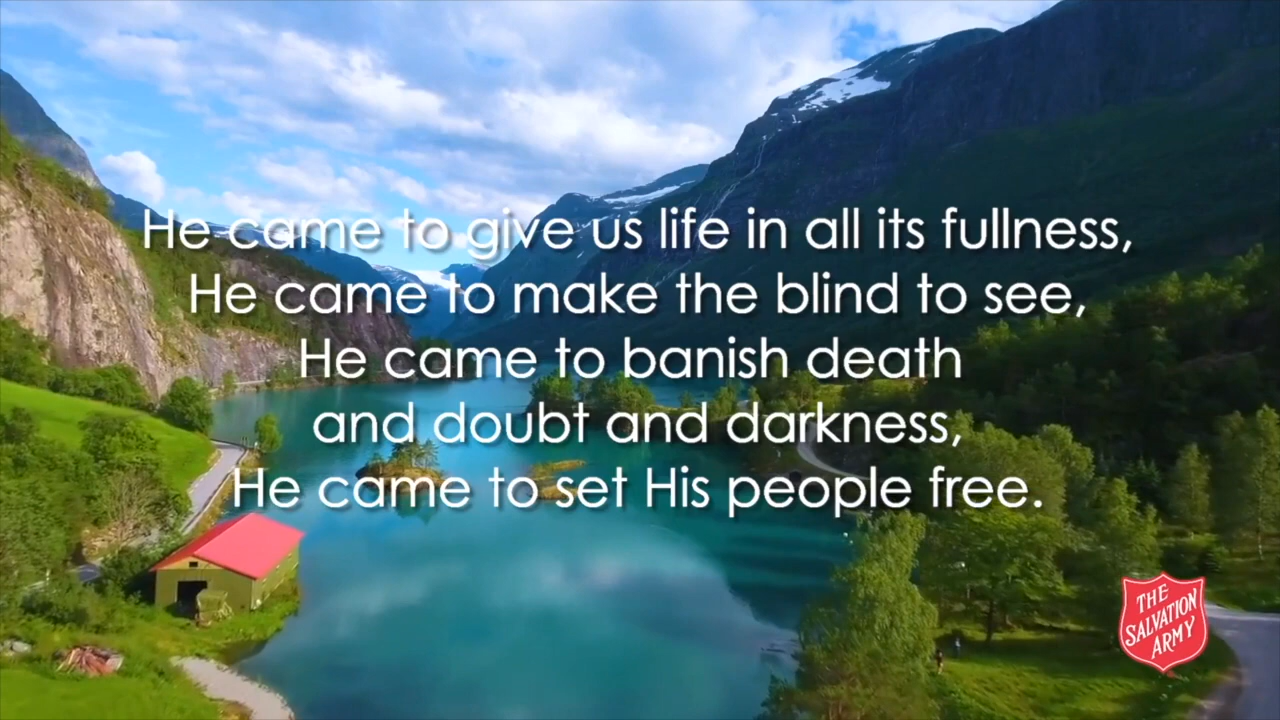 He came to give us life in all its fullness,
He came to make the blind to see,
He came to banish death
and doubt and darkness,
He came to set His people free.
THE
SALVATION
ARMY